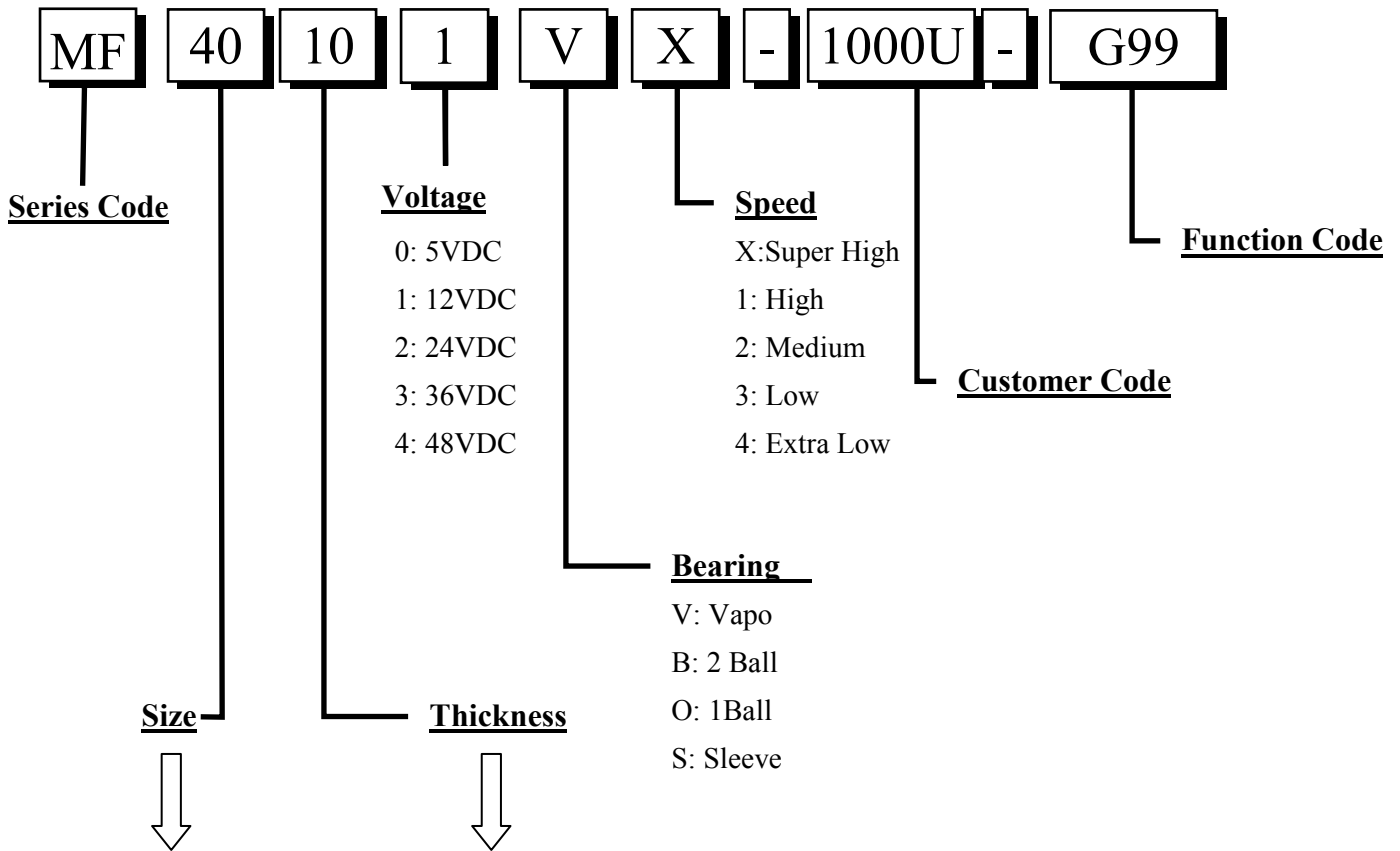 MF 40 10 1 V X - 1000U - G99
Series Code
Voltage
0: 5VDC
1: 12VDC
2: 24VDC
3: 36VDC
4: 48VDC
Speed
X:Super High
1: High
2: Medium
3: Low
4: Extra Low
Function Code
Customer Code
Bearing
V: Vapo
B: 2 Ball
O: 1Ball
S: Sleeve
Size
Thickness